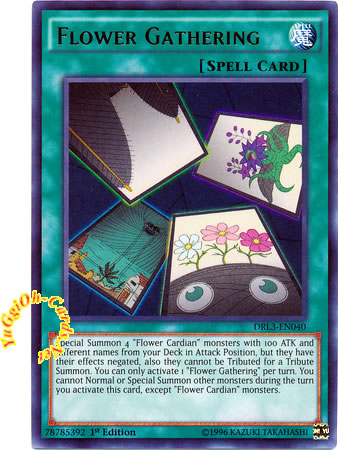 FLOWER GATHERING
魔
[SPELL CARD]
DRL3-EN040
Special Summon 4 "Flower Cardian" monsters with 100 ATK and
different names from your Deck in Attack Position, but they have
their effects negated, also they cannot be Tributed for a Tribute
Summon. You can only activate 1 "Flower Gathering" per turn. You
cannot Normal or Special Summon other monsters during the turn
you activate this card, except "Flower Cardian" monsters.
78785392 1st Edition
©1996 KAZUKI TAKAHASHI